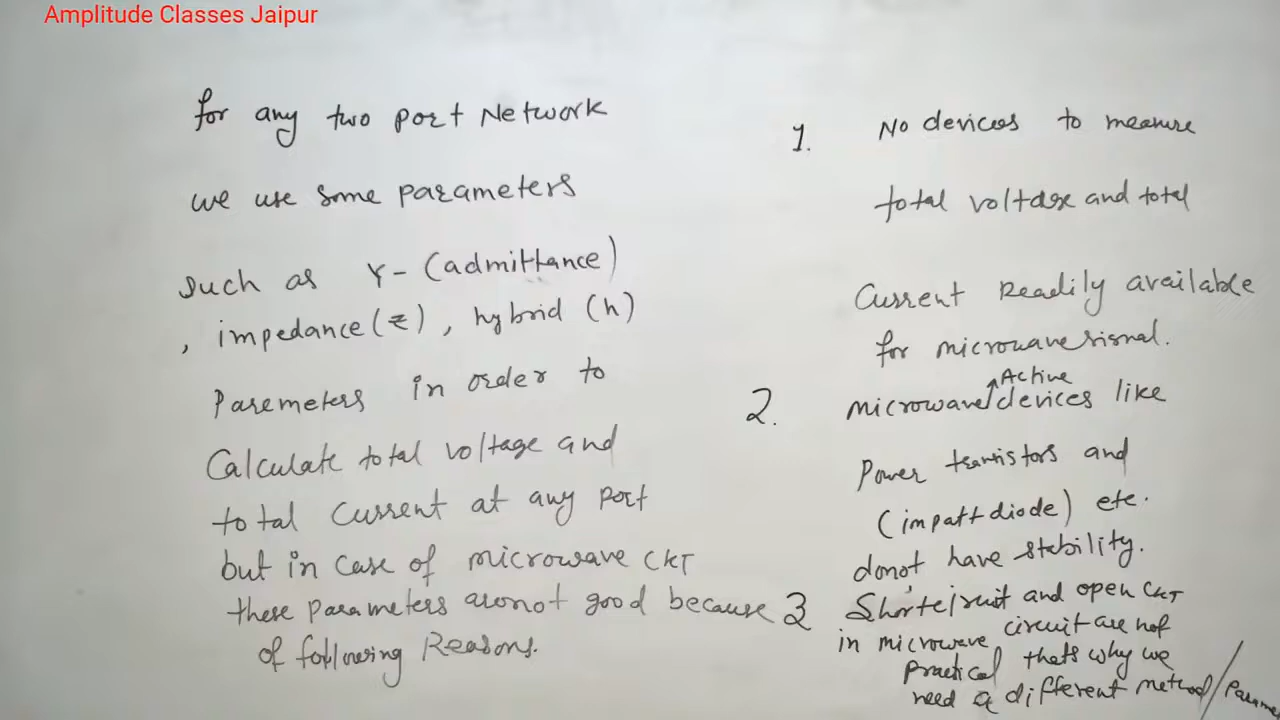 Amplitude Classes Jaipur
for any two port Network
we use some parameters
such as Y- (admittance)
, impedance (z) , hybrid (h)
Paremeters in order to
Calculate total voltage and
total Current at any port
but in case of microwave CKT
these parameters are not good because
of following Reasons.
1. No devices to measure
total voltage and total
Current Readily available
for microwave signal.
Active
2. microwave devices like
Power transistors and
(impatt diode) etc.
donot have stability.
3 Short circuit and open CKT
in microwave circuit are not
Practical thats why we
need a different method/